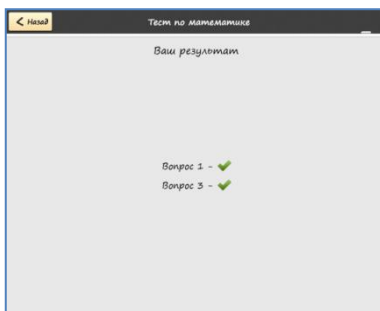 Назад
Тест по математике
Ваш результат
Вопрос 1 -
Вопрос 3 -